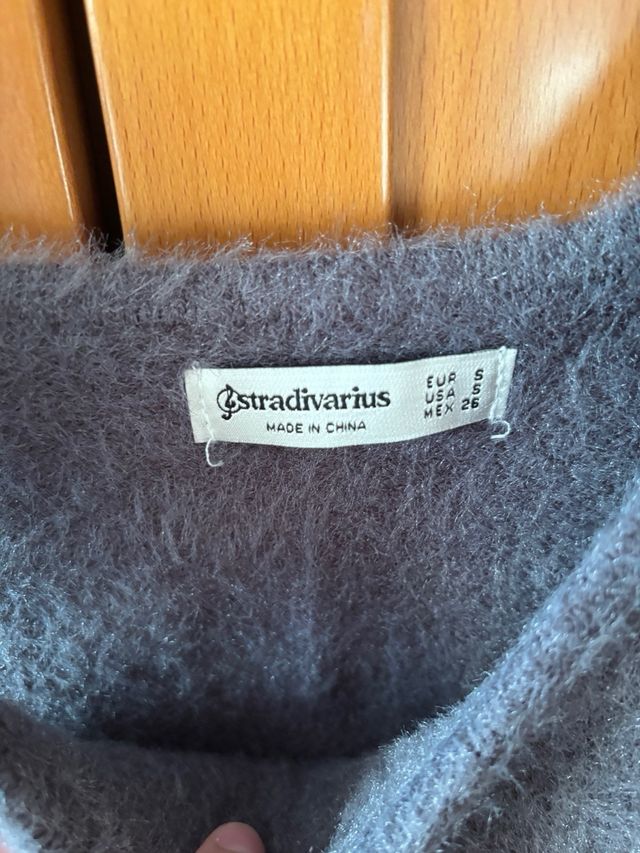 stradivarius
MADE IN CHINA
EUR S
USA S
MEX 26